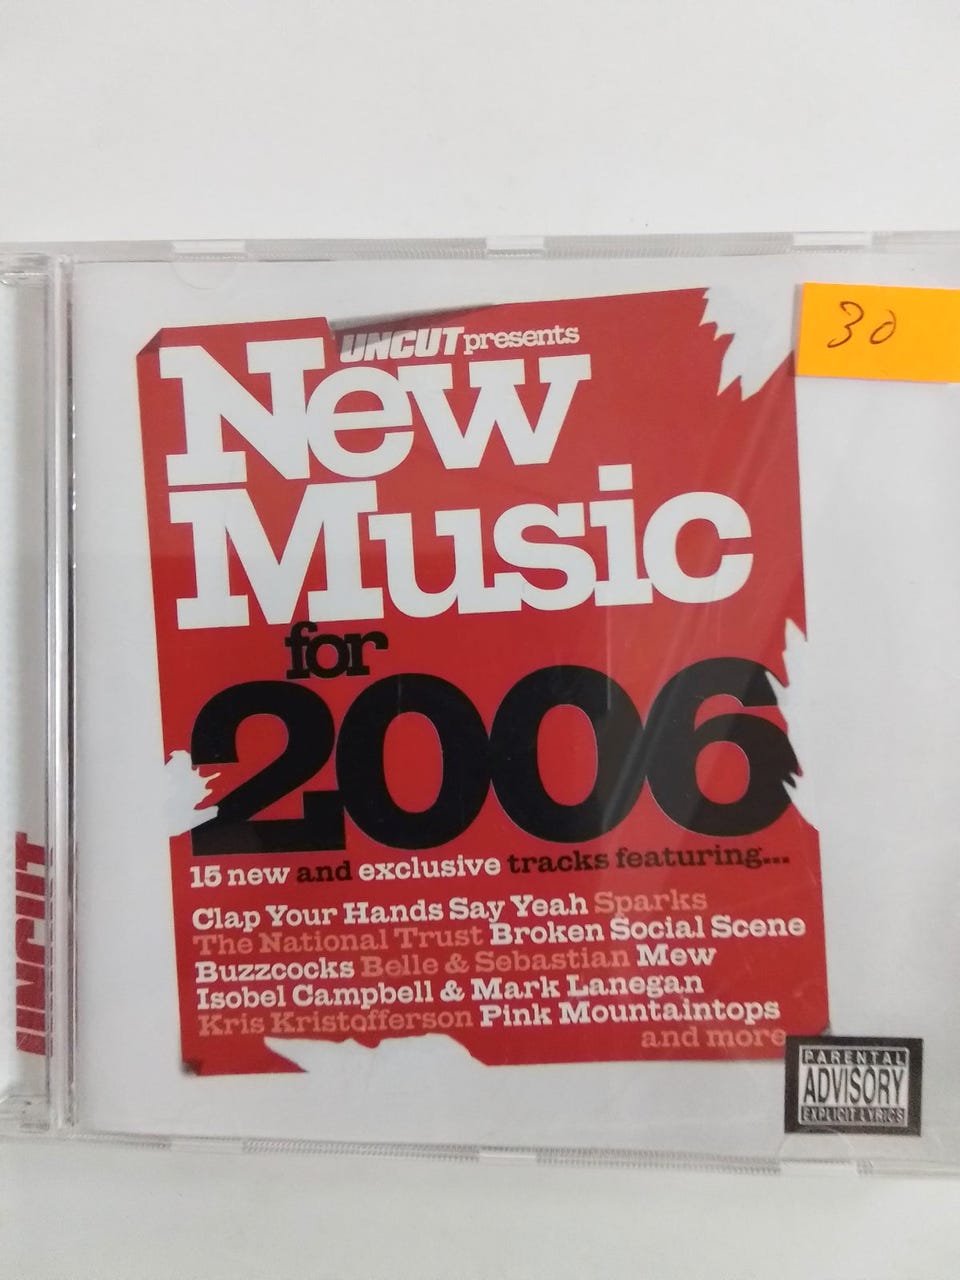 UNCUT presents
30
New
Music
for
2006
15 new and exclusive tracks featuring...
Clap Your Hands Say Yeah Sparks
The National Trust Broken Social Scene
Buzzcocks Belle & Sebastian Mew
Isobel Campbell & Mark Lanegan
Kris Kristofferson Pink Mountaintops
and more
PARENTAL
ADVISORY
EXPLICIT LYRICS
UNCUT